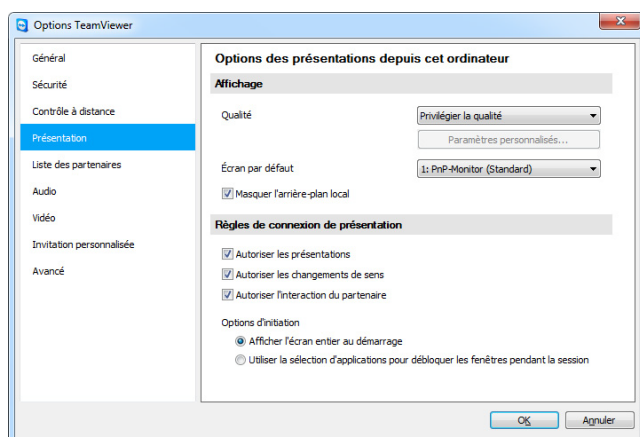 Options TeamViewer
Général
Sécurité
Contrôle à distance
Présentation
Liste des partenaires
Audio
Vidéo
Invitation personnalisée
Avancé
Options des présentations depuis cet ordinateur
Affichage
Qualité
Privilégier la qualité
Paramètres personnalisés...
Écran par défaut
1: PnP-Monitor (Standard)
Masquer l'arrière-plan local
Règles de connexion de présentation
Autoriser les présentations
Autoriser les changements de sens
Autoriser l'interaction du partenaire
Options d'initiation
Afficher l'écran entier au démarrage
Utiliser la sélection d'applications pour débloquer les fenêtres pendant la session
OK
Annuler